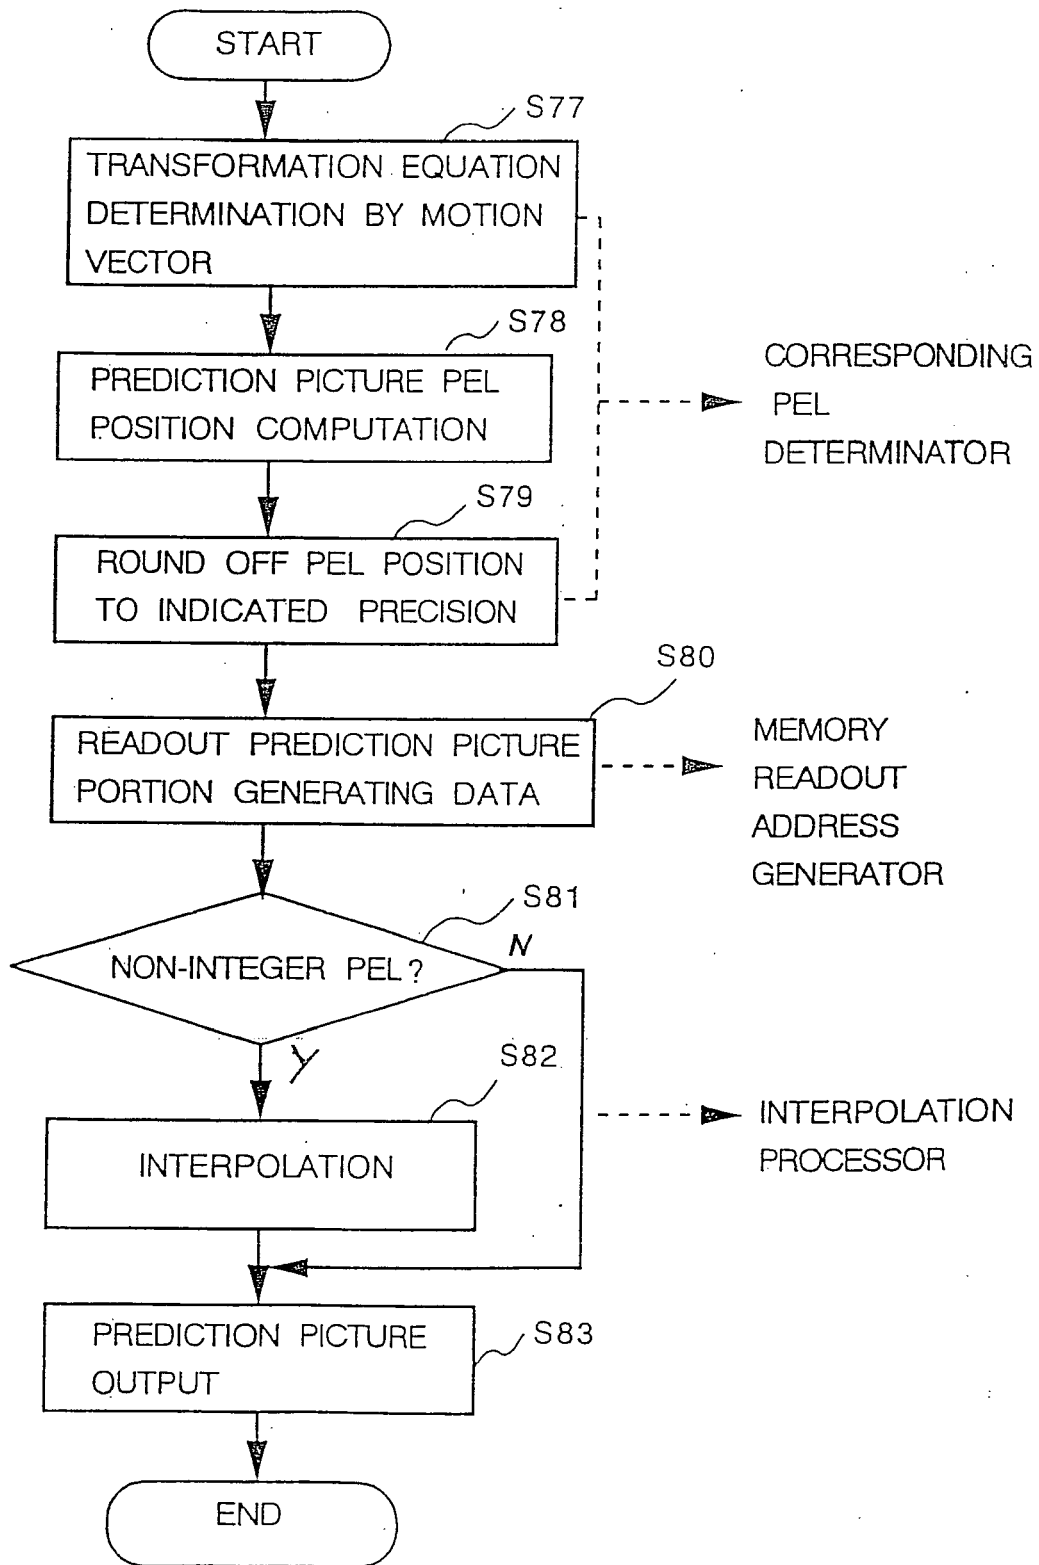 START
S77
TRANSFORMATION EQUATION
DETERMINATION BY MOTION
VECTOR
S78
PREDICTION PICTURE PEL
POSITION COMPUTATION
CORRESPONDING
PEL
DETERMINATOR
S79
ROUND OFF PEL POSITION
TO INDICATED PRECISION
S80
READOUT PREDICTION PICTURE
PORTION GENERATING DATA
MEMORY
READOUT
ADDRESS
GENERATOR
S81
NON-INTEGER PEL?
N
Y
S82
INTERPOLATION
INTERPOLATION
PROCESSOR
PREDICTION PICTURE
OUTPUT
S83
END